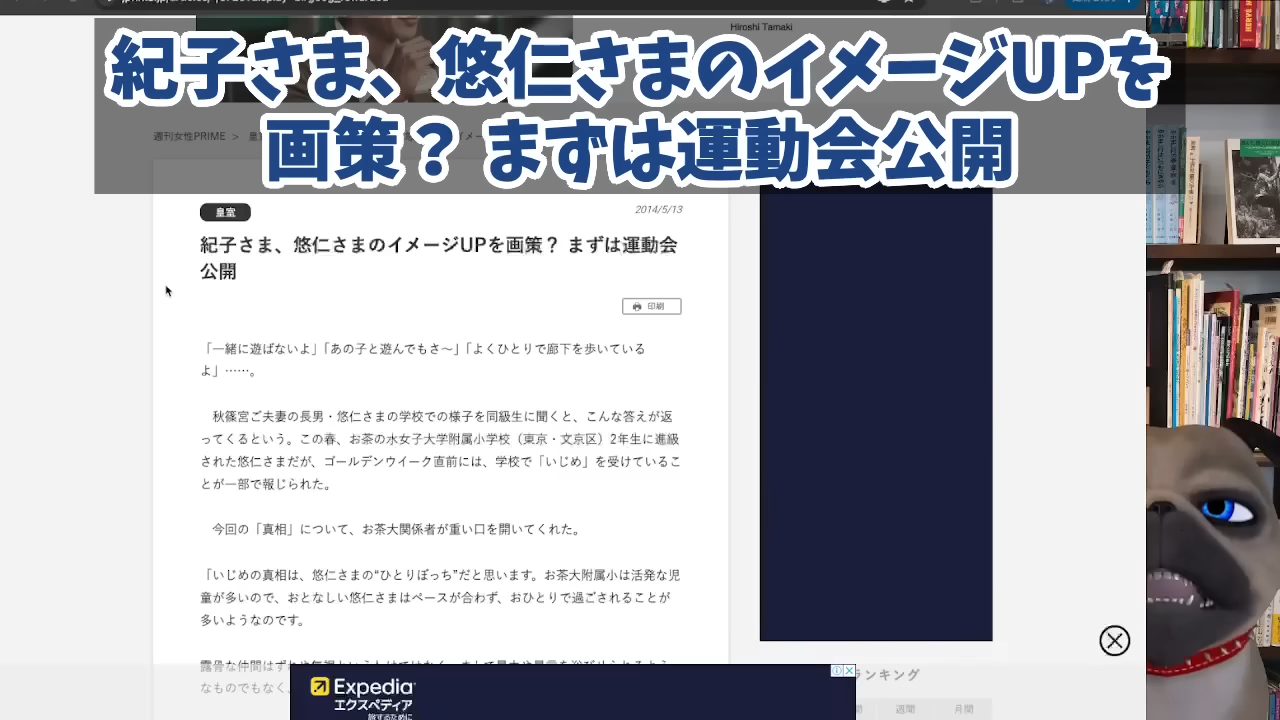 Hiroshi Tamaki
紀子さま、悠仁さまのイメージUPを
画策？ まずは運動会公開
週刊女性PRIME >
皇室
2014/5/13
紀子さま、悠仁さまのイメージUPを画策？ まずは運動会
公開
印刷
「一緒に遊ばないよ」「あの子と遊んでもさ〜」「よくひとりで廊下を歩いている
よ」……。
秋篠宮ご夫妻の長男・悠仁さまの学校での様子を同級生に聞くと、こんな答えが返
ってくるという。この春、お茶の水女子大学附属小学校（東京・文京区）2年生に進級
された悠仁さまだが、ゴールデンウイーク直前には、学校で「いじめ」を受けているこ
とが一部で報じられた。
今回の「真相」について、お茶大関係者が重い口を開いてくれた。
「いじめの真相は、悠仁さまの“ひとりぼっち”だと思います。お茶大附属小は活発な児
童が多いので、おとなしい悠仁さまはペースが合わず、おひとりで過ごされることが
多いようなのです。
なものでもなく、
ランキング
週間
月間
Expedia
エクスペディア
旅するために